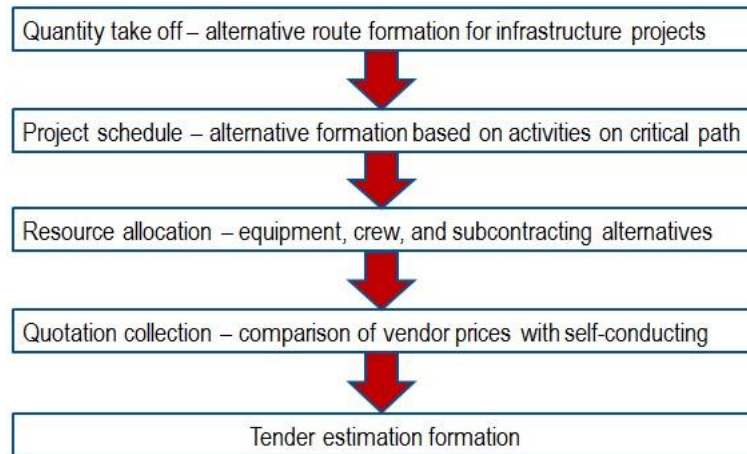 Quantity take off – alternative route formation for infrastructure projects
Project schedule – alternative formation based on activities on critical path
Resource allocation – equipment, crew, and subcontracting alternatives
Quotation collection – comparison of vendor prices with self-conducting
Tender estimation formation